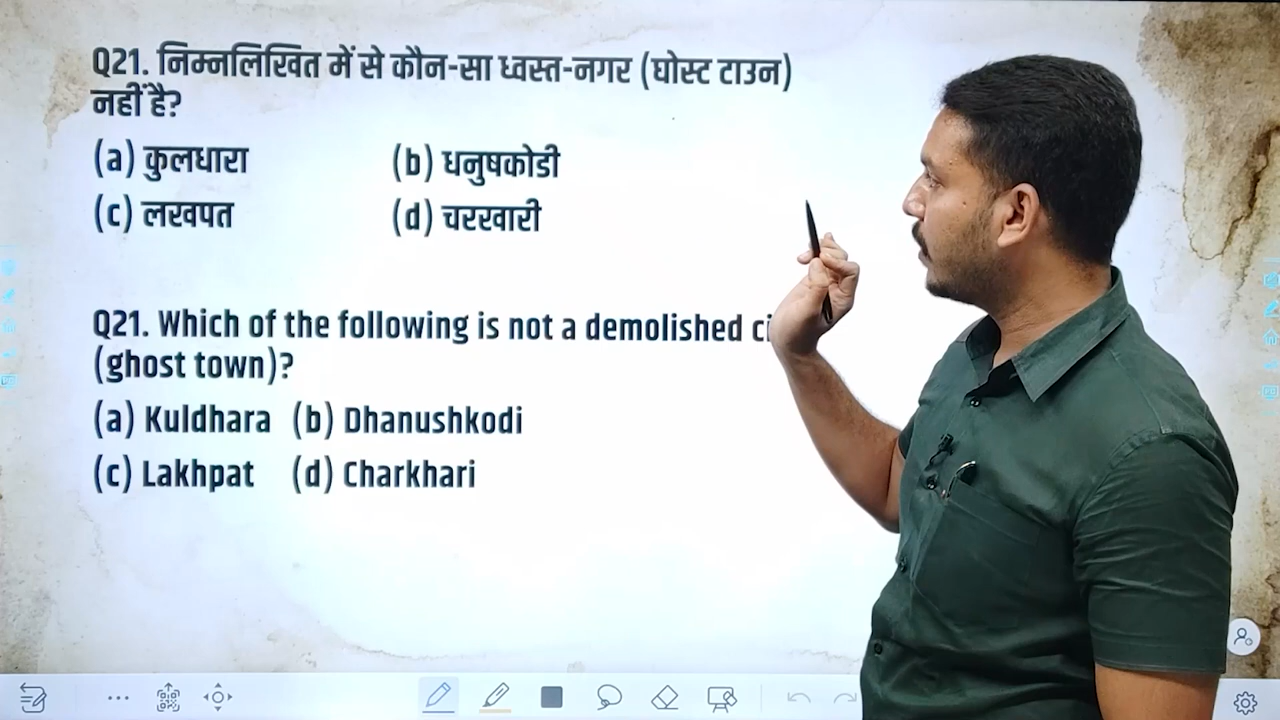 Q21. निम्नलिखित में से कौन-सा ध्वस्त-नगर (घोस्ट टाउन)
नहीं है?
(a) कुलधारा (b) धनुषकोडी
(c) लखपत (d) चरखारी
Q21. Which of the following is not a demolished
(ghost town)?
(a) Kuldhara (b) Dhanushkodi
(c) Lakhpat (d) Charkhari